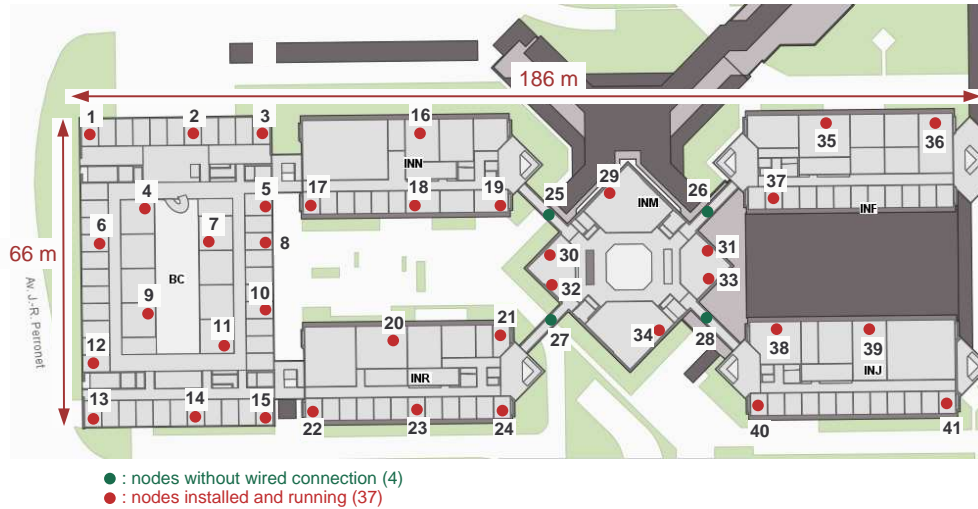 186 m
1 2 3 16 35 36
INN
4 5 17 18 19 25 29 INM 26 37 INF
6 7 8
66 m
30 31
BC
32 33
9 10
Av. J.-R. Perronet
11 20 21 27 34 28 38 39
12
INR INJ
13 14 15 22 23 24 40 41
: nodes without wired connection (4)
: nodes installed and running (37)